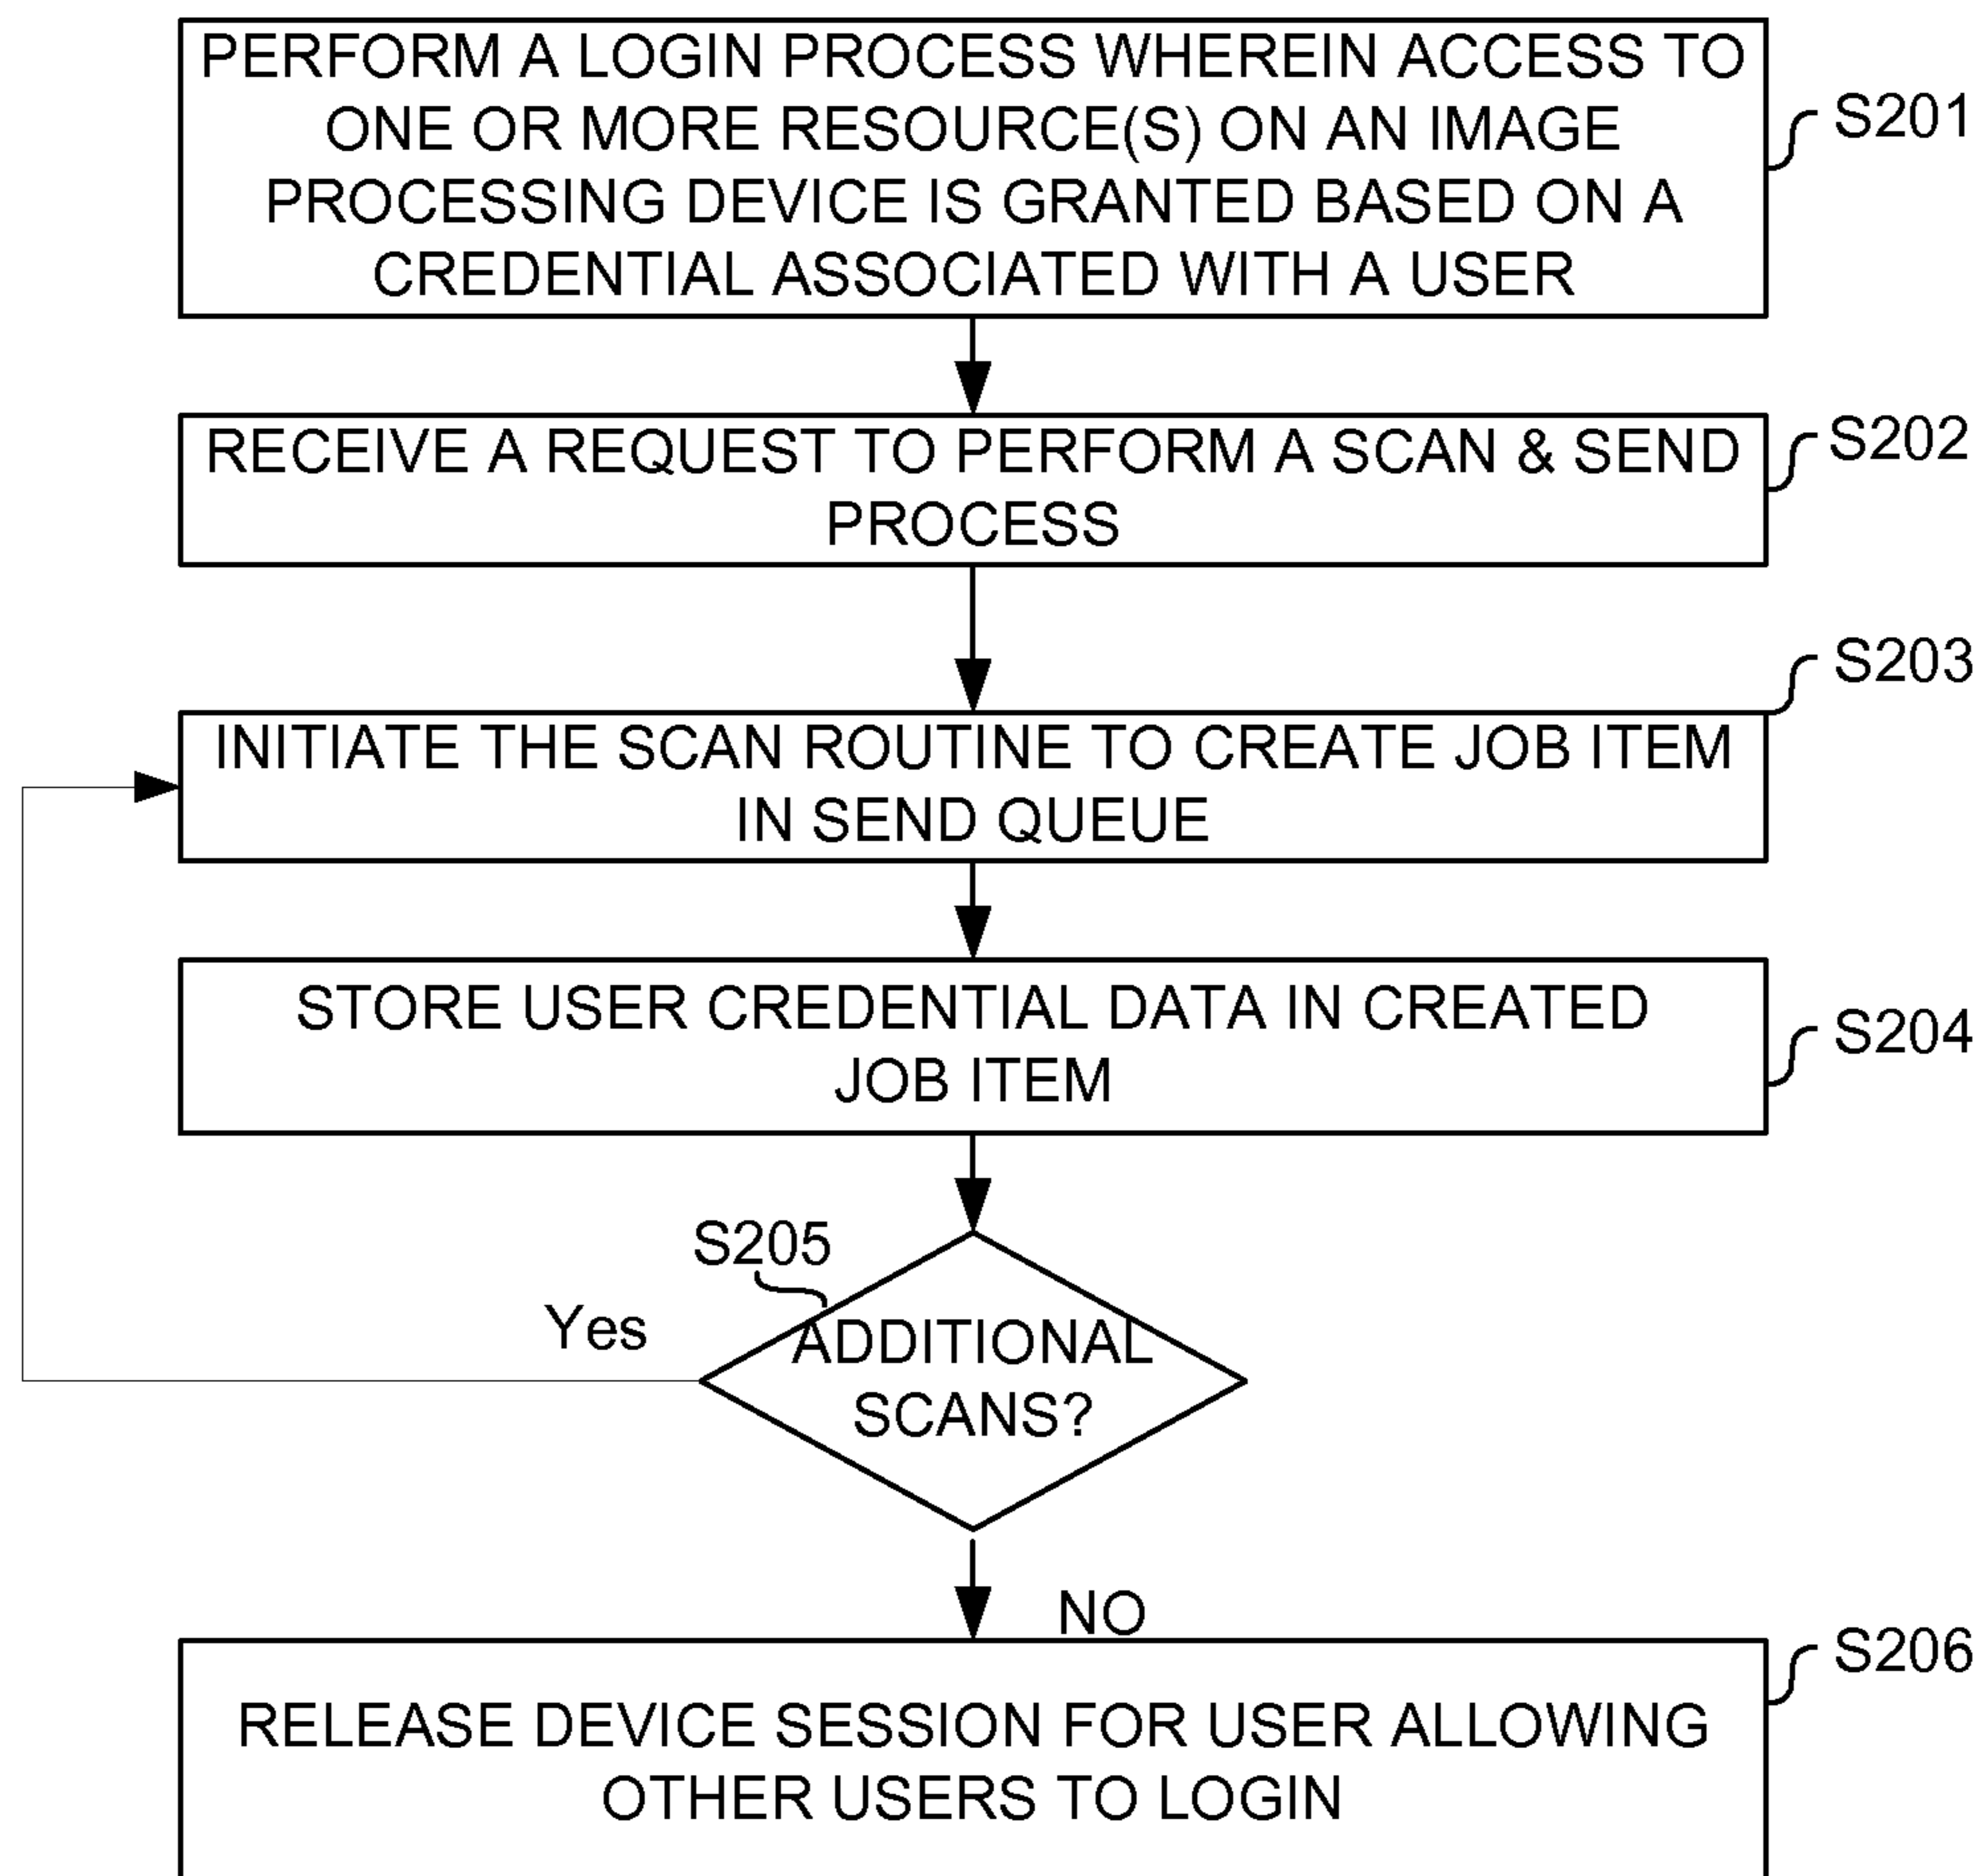 PERFORM A LOGIN PROCESS WHEREIN ACCESS TO
ONE OR MORE RESOURCE(S) ON AN IMAGE
PROCESSING DEVICE IS GRANTED BASED ON A
CREDENTIAL ASSOCIATED WITH A USER
S201
RECEIVE A REQUEST TO PERFORM A SCAN & SEND
PROCESS
S202
S203
INITIATE THE SCAN ROUTINE TO CREATE JOB ITEM
IN SEND QUEUE
STORE USER CREDENTIAL DATA IN CREATED
JOB ITEM
S204
S205
Yes
ADDITIONAL
SCANS?
NO
S206
RELEASE DEVICE SESSION FOR USER ALLOWING
OTHER USERS TO LOGIN